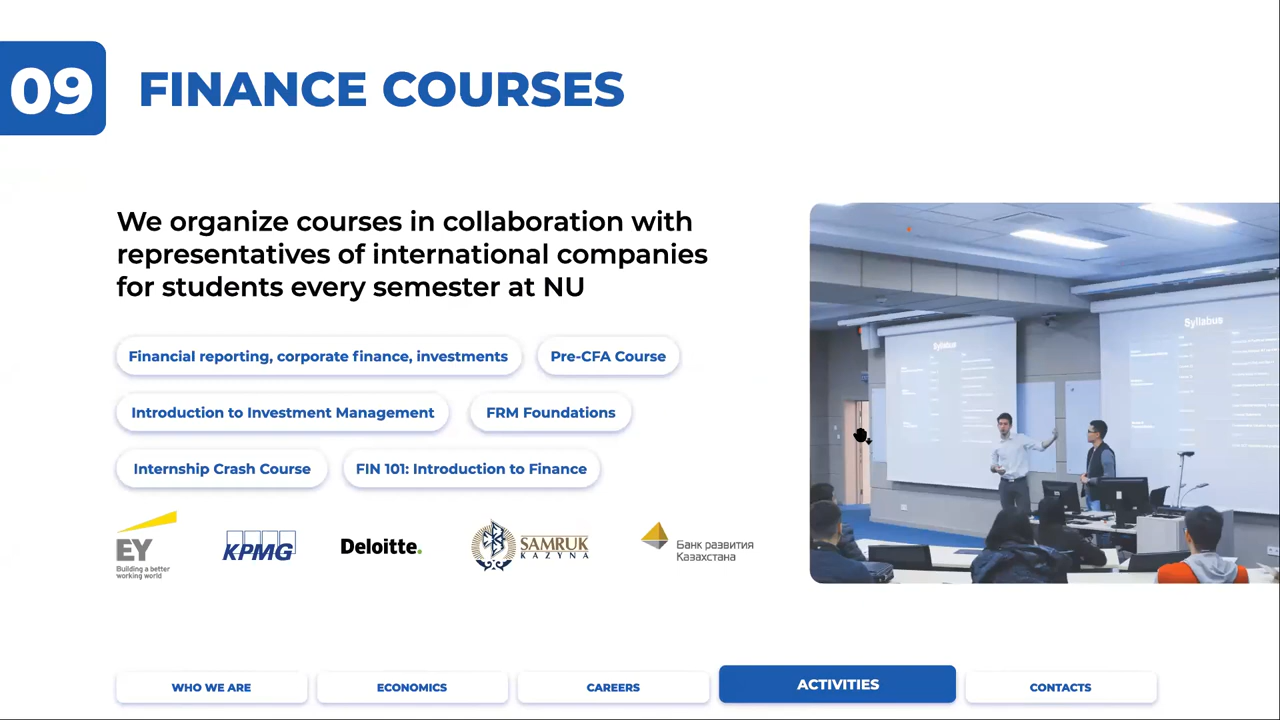 09
FINANCE COURSES
We organize courses in collaboration with
representatives of international companies
for students every semester at NU
Financial reporting, corporate finance, investments
Pre-CFA Course
Introduction to Investment Management
FRM Foundations
Internship Crash Course
FIN 101: Introduction to Finance
EY
Building a better
working world
KPMG
Deloitte.
SAMRUK
KAZYNA
Банк развития
Казахстана
Syllabus
Syllabus
WHO WE ARE
ECONOMICS
CAREERS
ACTIVITIES
CONTACTS